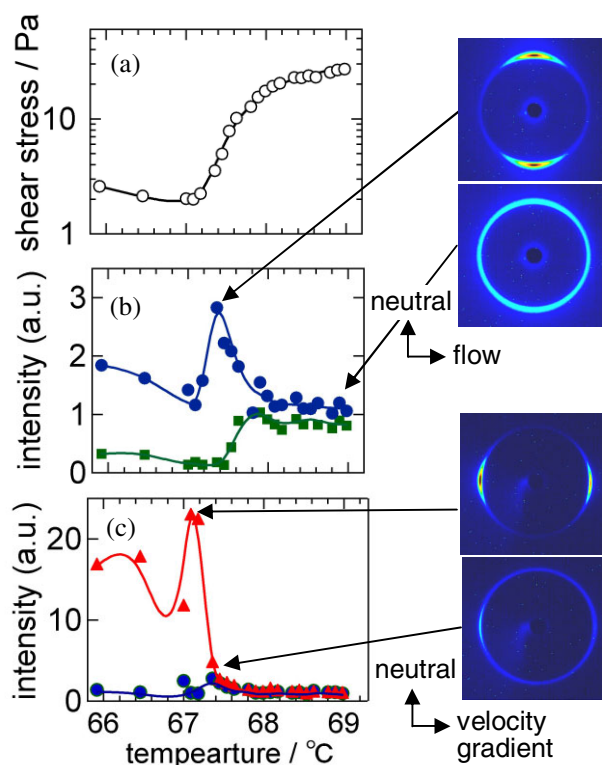 shear stress / Pa
(a)
10
1
intensity (a.u.)
(b)
3
2
1
0
neutral
flow
intensity (a.u.)
(c)
20
10
0
66
67
68
69
tempearture / °C
neutral
velocity
gradient